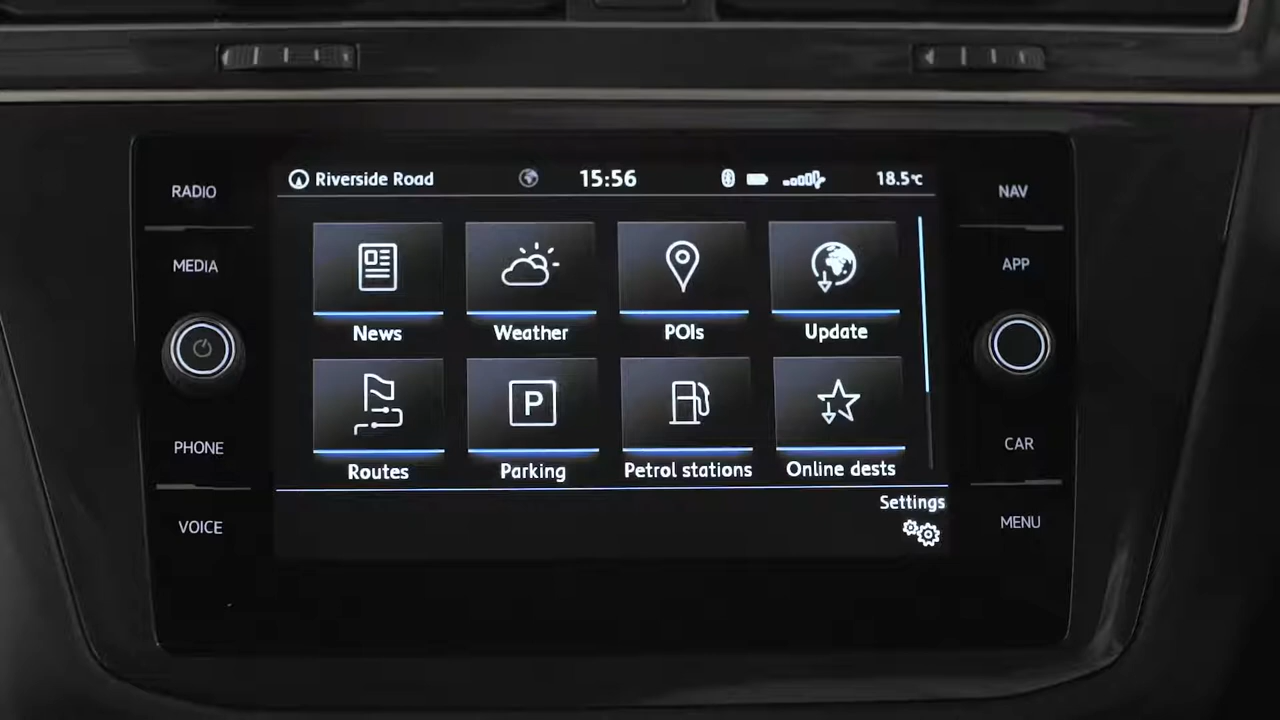 Riverside Road 15:56 18.5°C
RADIO
NAV
MEDIA
APP
News Weather POIs Update
P
PHONE
CAR
Routes Parking Petrol stations Online dests
Settings
VOICE
MENU